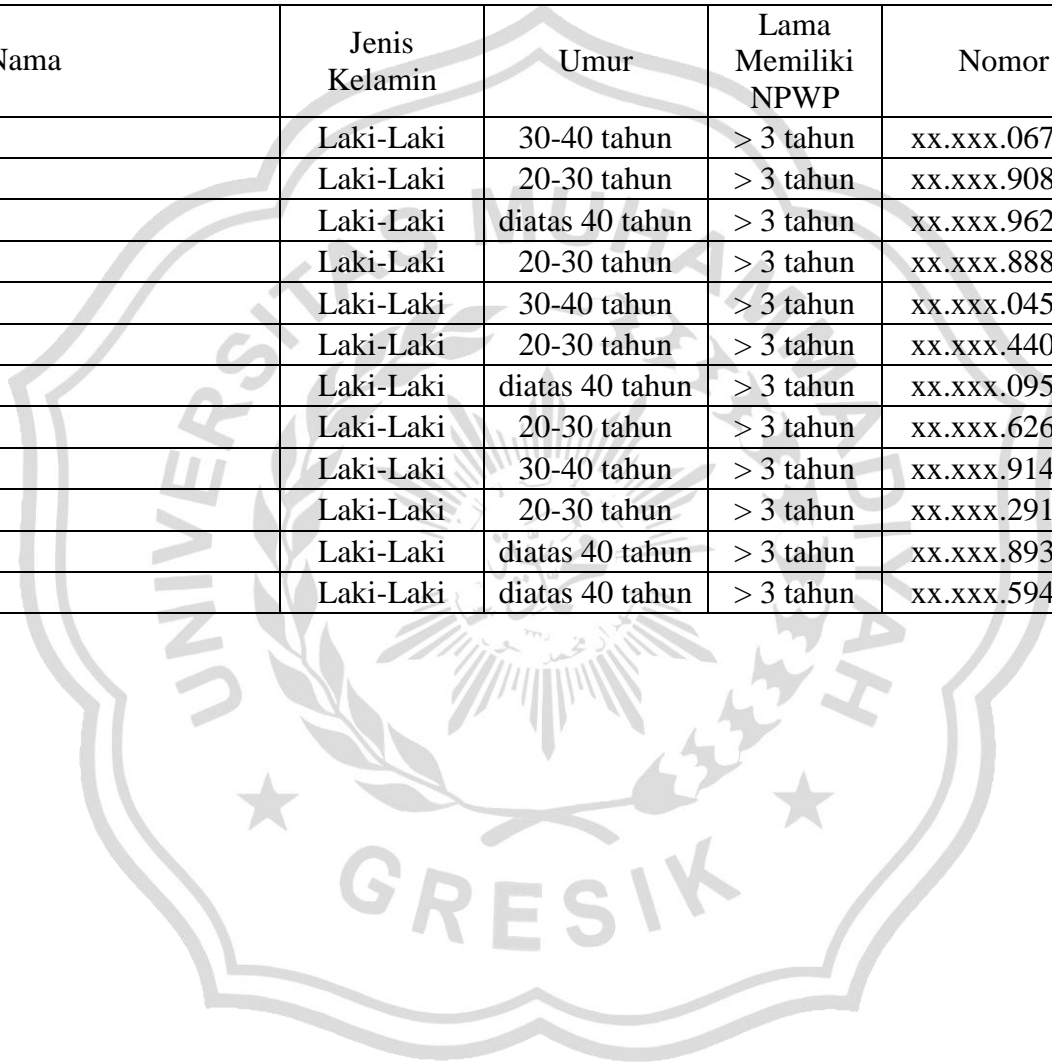 Nama Jenis Kelamin Umur Lama Memiliki NPWP Nomor
Laki-Laki 30-40 tahun > 3 tahun xx.xxx.067
Laki-Laki 20-30 tahun > 3 tahun xx.xxx.908
Laki-Laki diatas 40 tahun > 3 tahun xx.xxx.962
Laki-Laki 20-30 tahun > 3 tahun xx.xxx.888
Laki-Laki 30-40 tahun > 3 tahun xx.xxx.045
Laki-Laki 20-30 tahun > 3 tahun xx.xxx.440
Laki-Laki diatas 40 tahun > 3 tahun xx.xxx.095
Laki-Laki 20-30 tahun > 3 tahun xx.xxx.626
Laki-Laki 30-40 tahun > 3 tahun xx.xxx.914
Laki-Laki 20-30 tahun > 3 tahun xx.xxx.291
Laki-Laki diatas 40 tahun > 3 tahun xx.xxx.893
Laki-Laki diatas 40 tahun > 3 tahun xx.xxx.594
UNIVERSITAS MUHAMMADIYAH
GRESIK